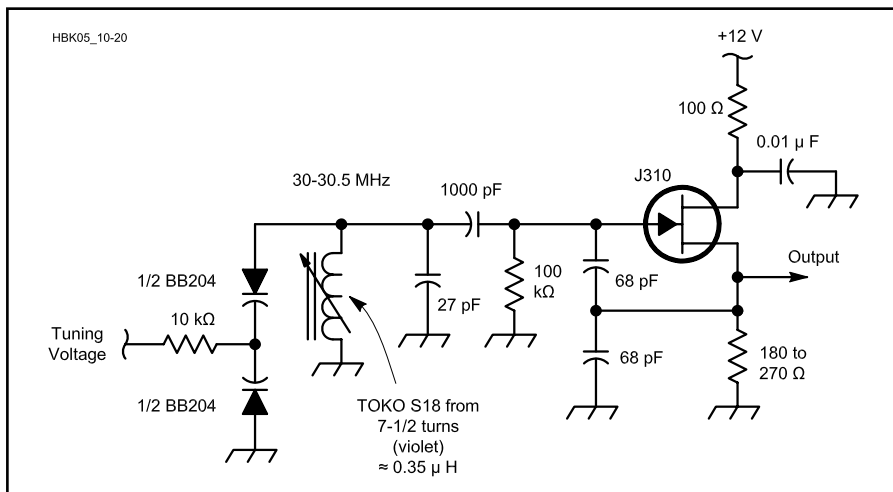 HBK05_10-20
+12 V
100 Ω
0.01 µ F
J310
30-30.5 MHz
1000 pF
Output
1/2 BB204
10 kΩ
Tuning
Voltage
1/2 BB204
27 pF
100
kΩ
68 pF
68 pF
180 to
270 Ω
TOKO S18 from
7-1/2 turns
(violet)
≈ 0.35 µ H